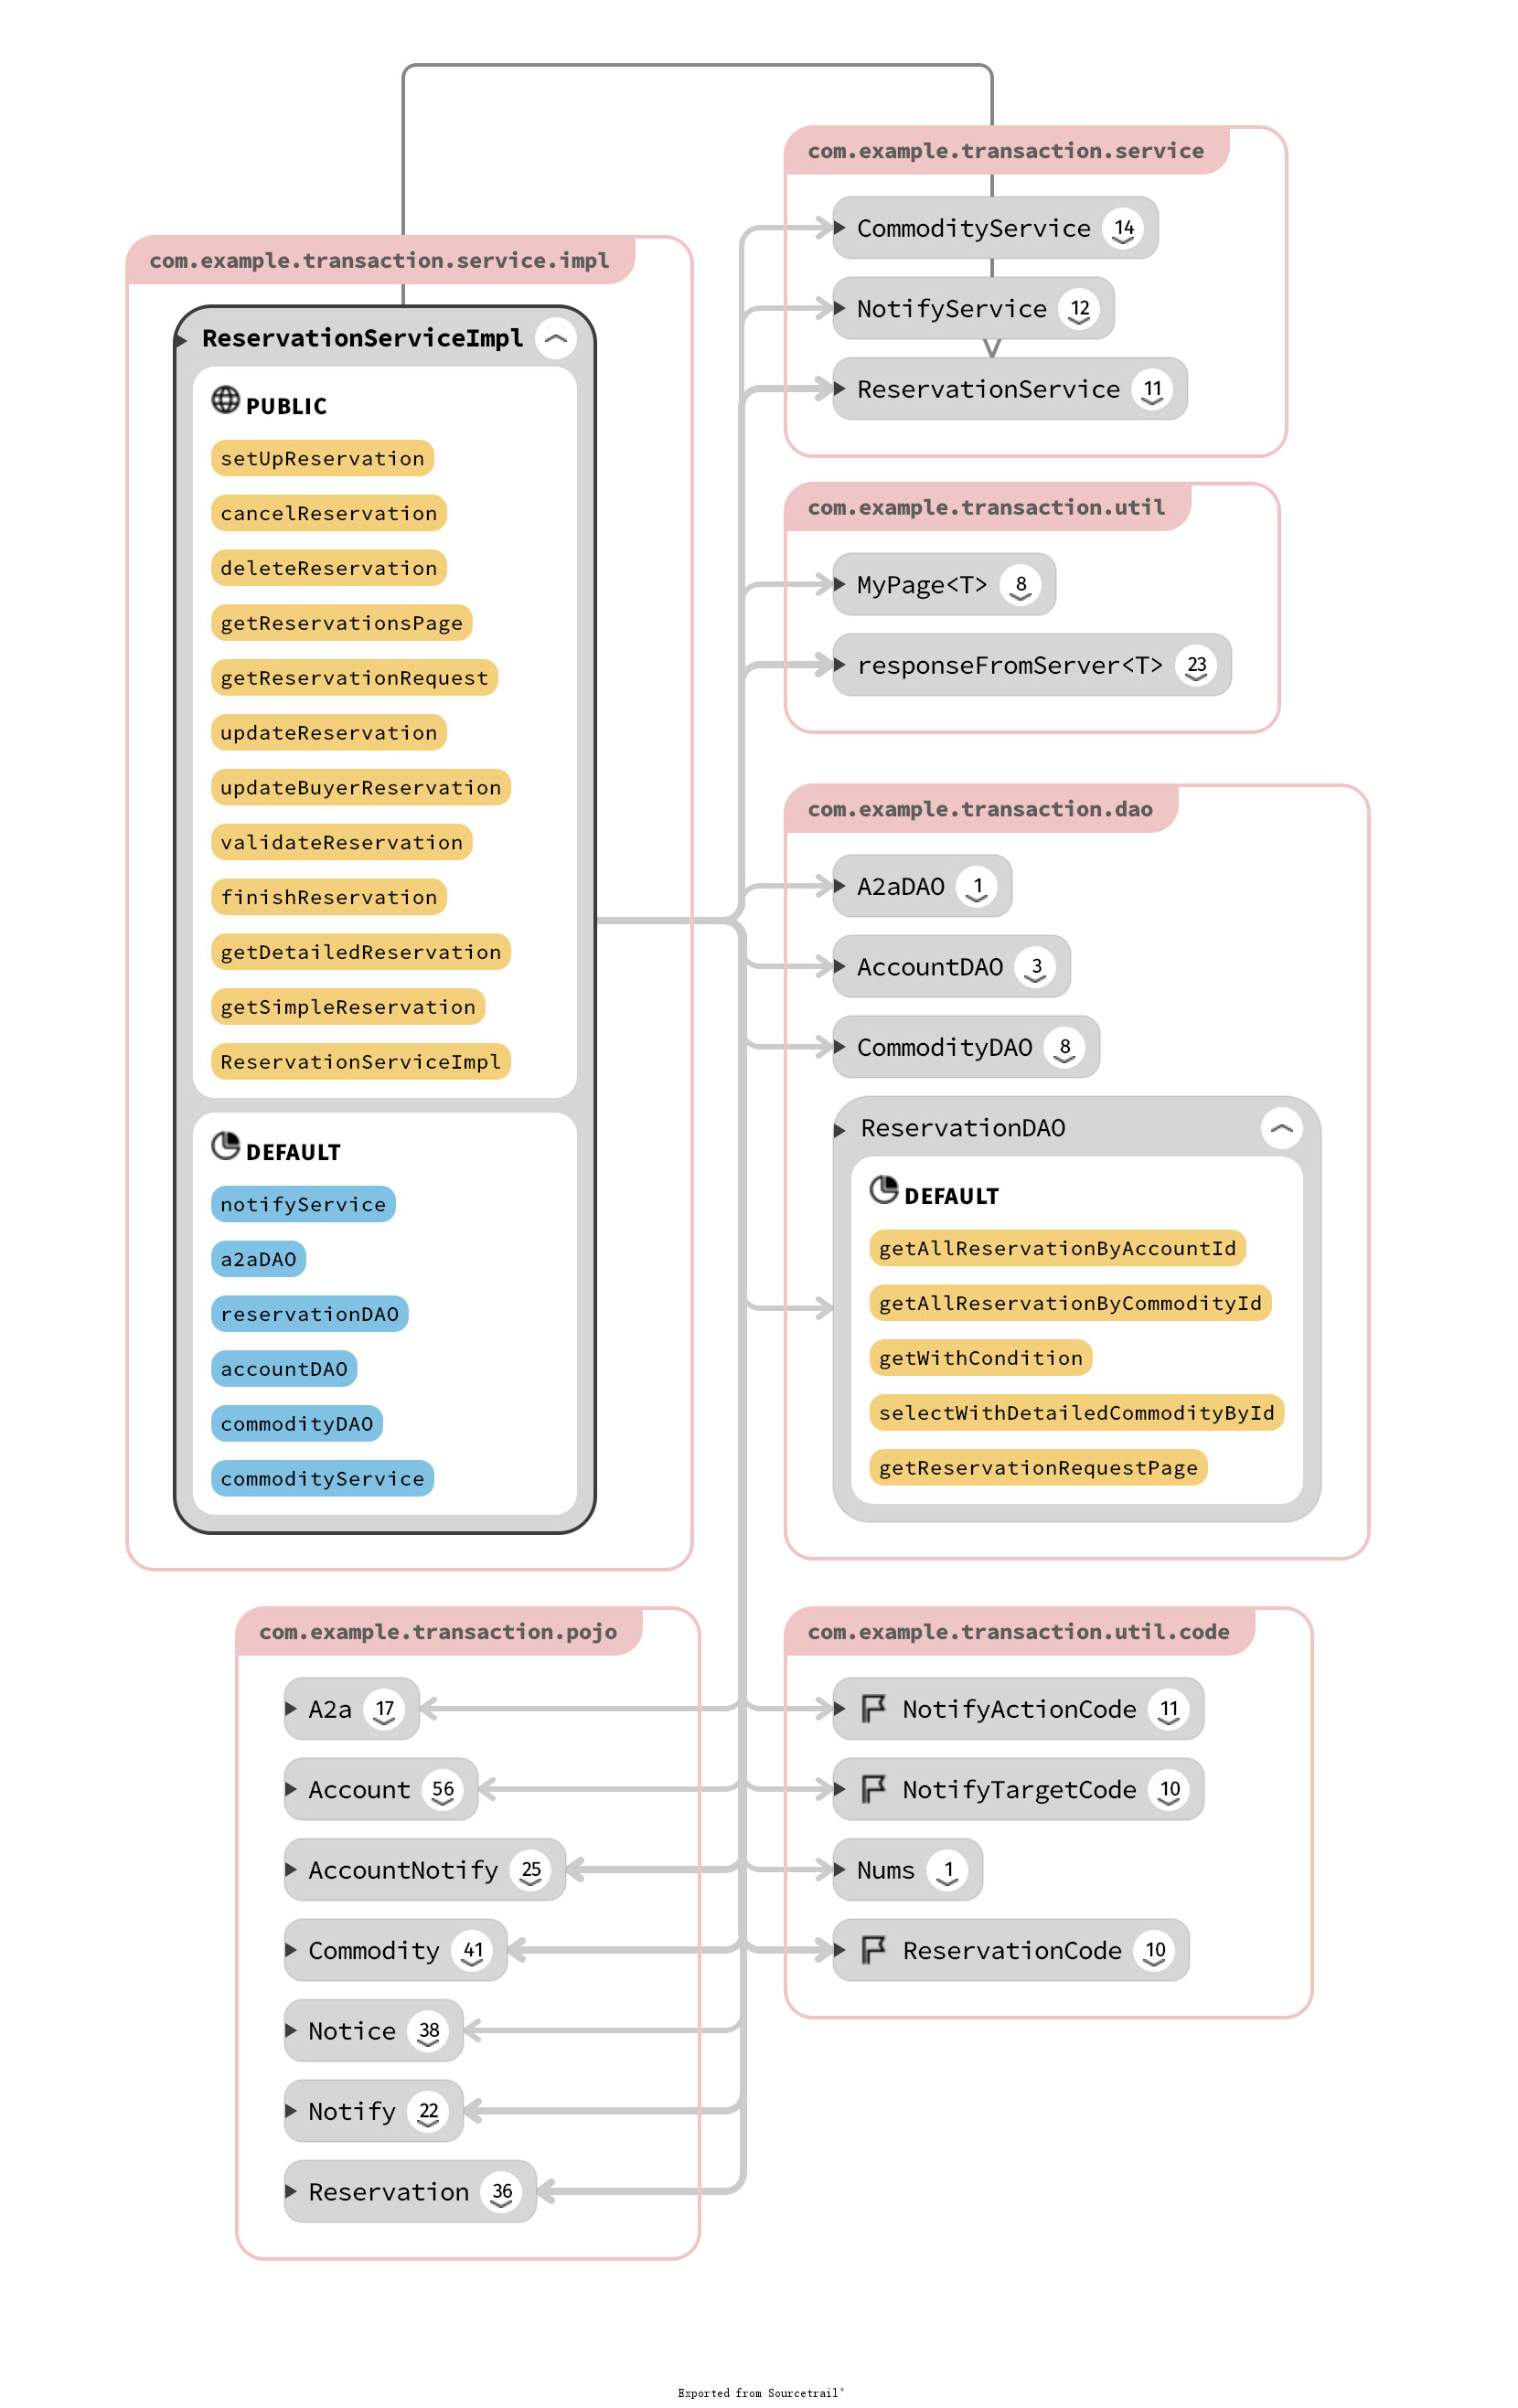 com.example.transaction.service.impl
ReservationServiceImpl
PUBLIC
setUpReservation
cancelReservation
deleteReservation
getReservationsPage
getReservationRequest
updateReservation
updateBuyerReservation
validateReservation
finishReservation
getDetailedReservation
getSimpleReservation
ReservationServiceImpl
DEFAULT
notifyService
a2aDAO
reservationDAO
accountDAO
commodityDAO
commodityService
com.example.transaction.service
CommodityService 14
NotifyService 12
ReservationService 11
com.example.transaction.util
MyPage<T> 8
responseFromServer<T> 23
com.example.transaction.dao
A2aDAO 1
AccountDAO 3
CommodityDAO 8
ReservationDAO
DEFAULT
getAllReservationByAccountId
getAllReservationByCommodityId
getWithCondition
selectWithDetailedCommodityById
getReservationRequestPage
com.example.transaction.pojo
A2a 17
Account 56
AccountNotify 25
Commodity 41
Notice 38
Notify 22
Reservation 36
com.example.transaction.util.code
NotifyActionCode 11
NotifyTargetCode 10
Nums 1
ReservationCode 10
Exported from Sourcetrail®